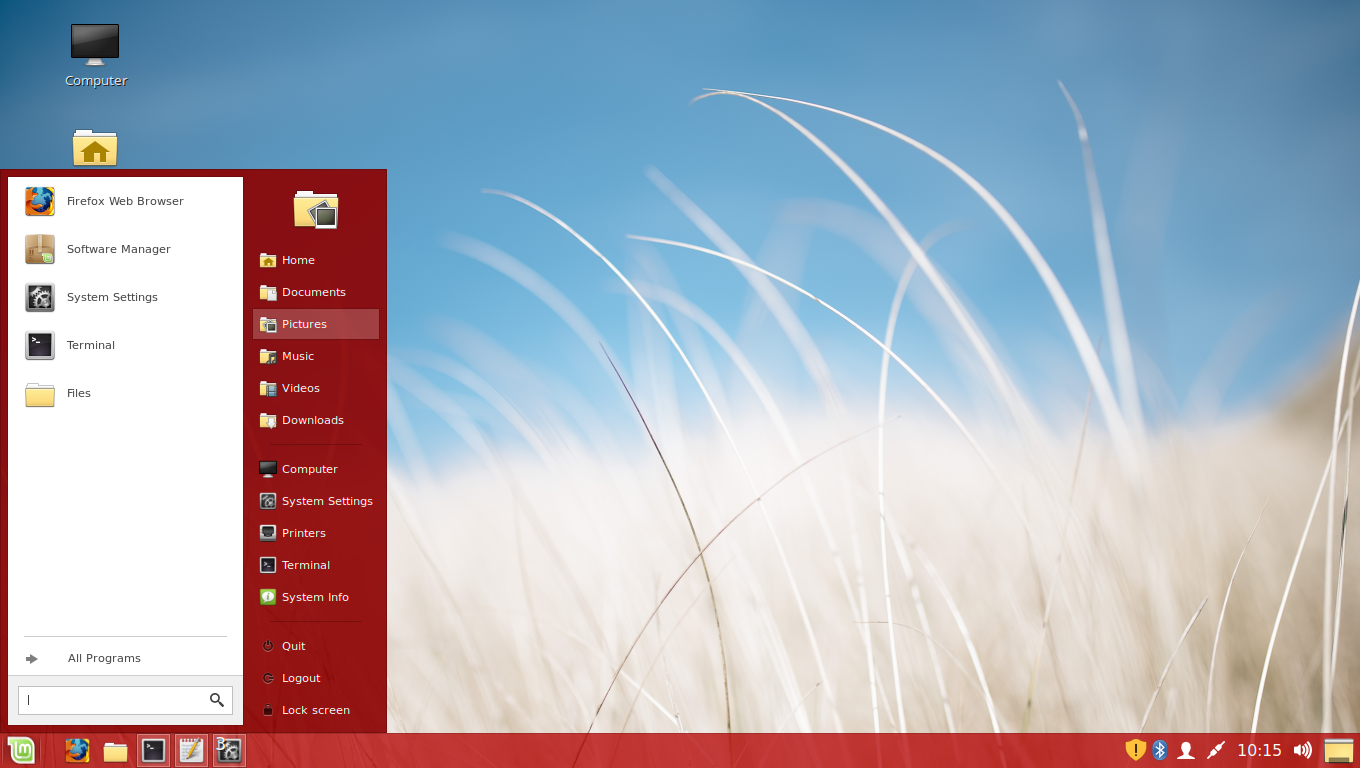 Computer
Firefox Web Browser
Software Manager
System Settings
Terminal
Files
All Programs
Home
Documents
Pictures
Music
Videos
Downloads
Computer
System Settings
Printers
Terminal
System Info
Quit
Logout
Lock screen
3
10:15